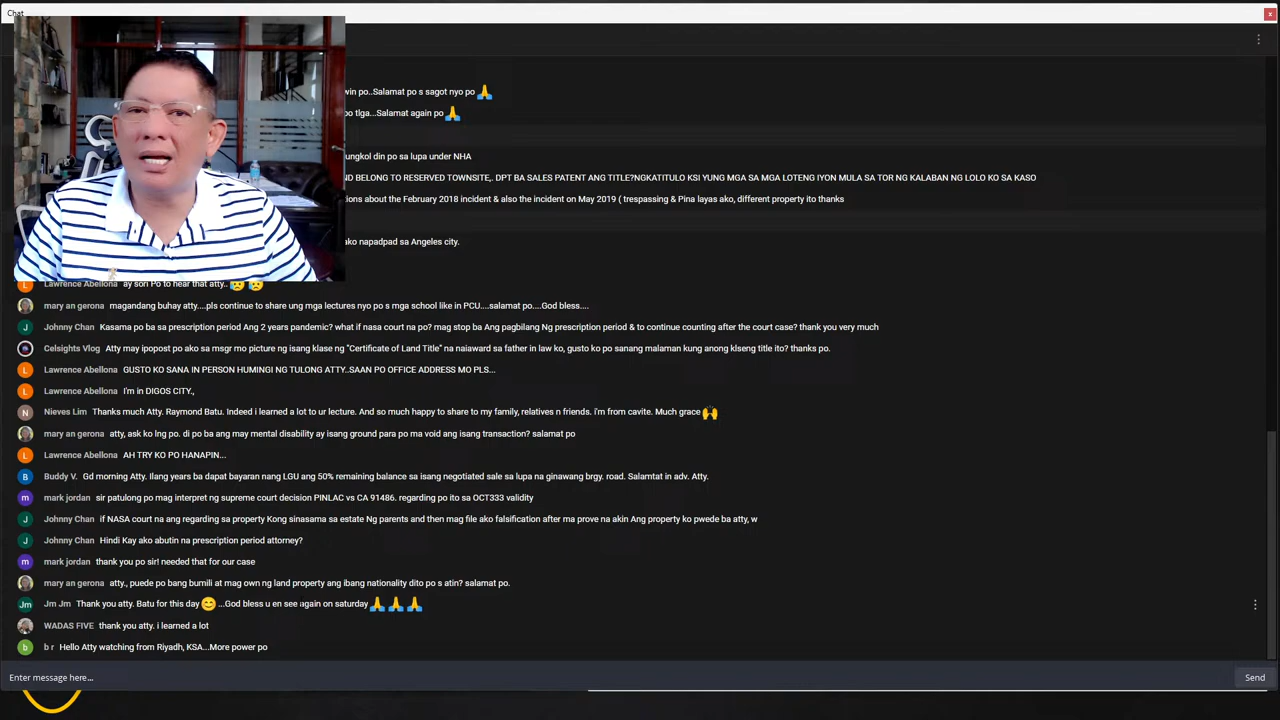 Chat
win po..Salamat po s sagot nyo po 🙏
po tlga...Salamat again po 🙏
ungkol din po sa lupa under NHA
ND BELONG TO RESERVED TOWNSITE,. DPT BA SALES PATENT ANG TITLE?NGKATITULO KSI YUNG MGA SA MGA LOTENG IYON MULA SA TOR NG KALABAN NG LOLO KO SA KASO
tions about the February 2018 incident & also the incident on May 2019 ( trespassing & Pina layas ako, different property ito thanks
ako napadpad sa Angeles city.
L Lawrence Abellona ay sori Po to hear that atty.. 😥 😥
mary an gerona magandang buhay atty....pls continue to share ung mga lectures nyo po s mga school like in PCU....salamat po....God bless....
J Johnny Chan Kasama po ba sa prescription period Ang 2 years pandemic? what if nasa court na po? mag stop ba Ang pagbilang Ng prescription period & to continue counting after the court case? thank you very much
Celsights Vlog Atty may ipopost po ako sa msgr mo picture ng isang klase ng "Certificate of Land Title" na naiaward sa father in law ko, gusto ko po sanang malaman kung anong klseng title ito? thanks po.
L Lawrence Abellona GUSTO KO SANA IN PERSON HUMINGI NG TULONG ATTY..SAAN PO OFFICE ADDRESS MO PLS...
L Lawrence Abellona I'm in DIGOS CITY.,
N Nieves Lim Thanks much Atty. Raymond Batu. Indeed i learned a lot to ur lecture. And so much happy to share to my family, relatives n friends. i'm from cavite. Much grace 🙌
mary an gerona atty, ask ko lng po. di po ba ang may mental disability ay isang ground para po ma void ang isang transaction? salamat po
L Lawrence Abellona AH TRY KO PO HANAPIN...
B Buddy V. Gd morning Atty. Ilang years ba dapat bayaran nang LGU ang 50% remaining balance sa isang negotiated sale sa lupa na ginawang brgy. road. Salamtat in adv. Atty.
m mark jordan sir patulong po mag interpret ng supreme court decision PINLAC vs CA 91486. regarding po ito sa OCT333 validity
J Johnny Chan if NASA court na ang regarding sa property Kong sinasama sa estate Ng parents and then mag file ako falsification after ma prove na akin Ang property ko pwede ba atty, w
J Johnny Chan Hindi Kay ako abutin na prescription period attorney?
m mark jordan thank you po sir! needed that for our case
mary an gerona atty., puede po bang bumili at mag own ng land property ang ibang nationality dito po s atin? salamat po.
Jm Jm Jm Thank you atty. Batu for this day 😊 ...God bless u en see again on saturday 🙏 🙏 🙏
WADAS FIVE thank you atty. i learned a lot
b b r Hello Atty watching from Riyadh, KSA...More power po
Enter message here... Send